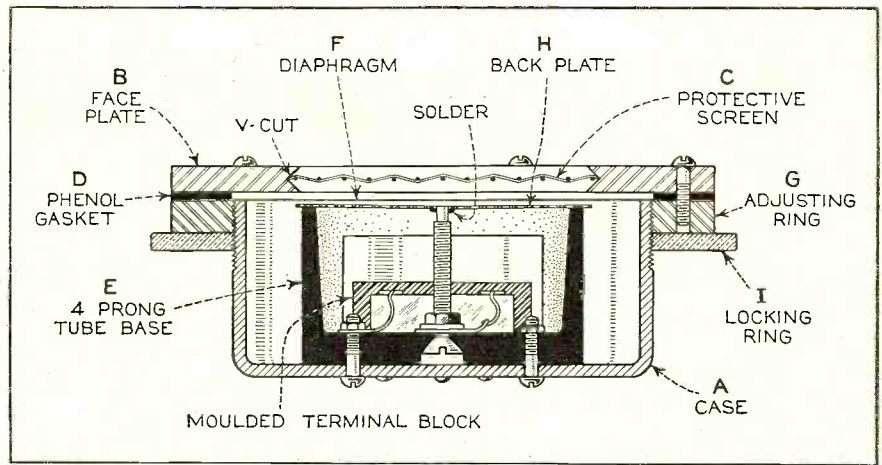 F
DIAPHRAGM
H
BACK PLATE
B
FACE
PLATE
C
PROTECTIVE
SCREEN
SOLDER
V-CUT
D
PHENOL
GASKET
G
ADJUSTING
RING
E
4 PRONG
TUBE BASE
I
LOCKING
RING
A
CASE
MOULDED TERMINAL BLOCK